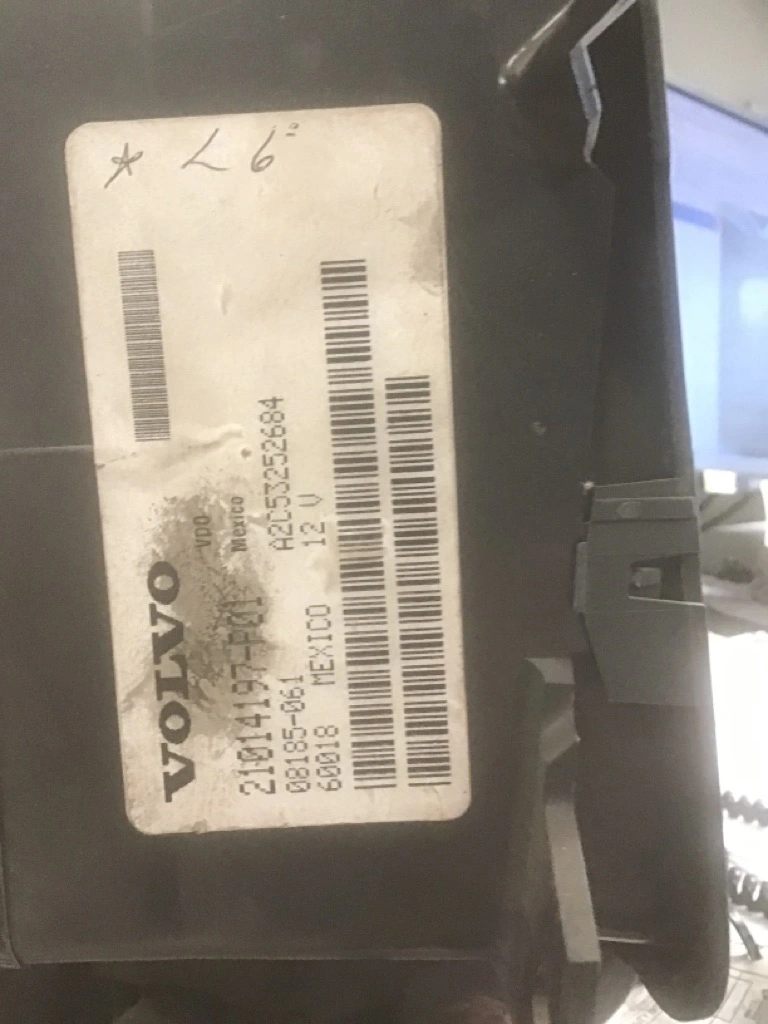 * L6
VOLVO
VDO
Mexico
21014197-P01
A2C53252684
08185-061
60018 MEXICO 12 V